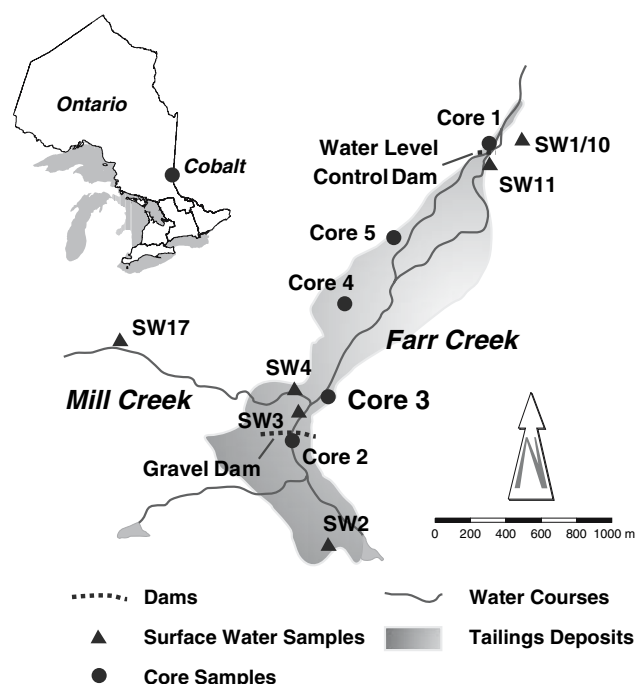 Ontario
Cobalt
Core 1
SW1/10
Water Level
Control Dam
SW11
Core 5
Core 4
SW17
Farr Creek
SW4
Mill Creek
Core 3
SW3
Core 2
Gravel Dam
SW2
0 200 400 600 800 1000 m
Dams
Water Courses
Surface Water Samples
Tailings Deposits
Core Samples